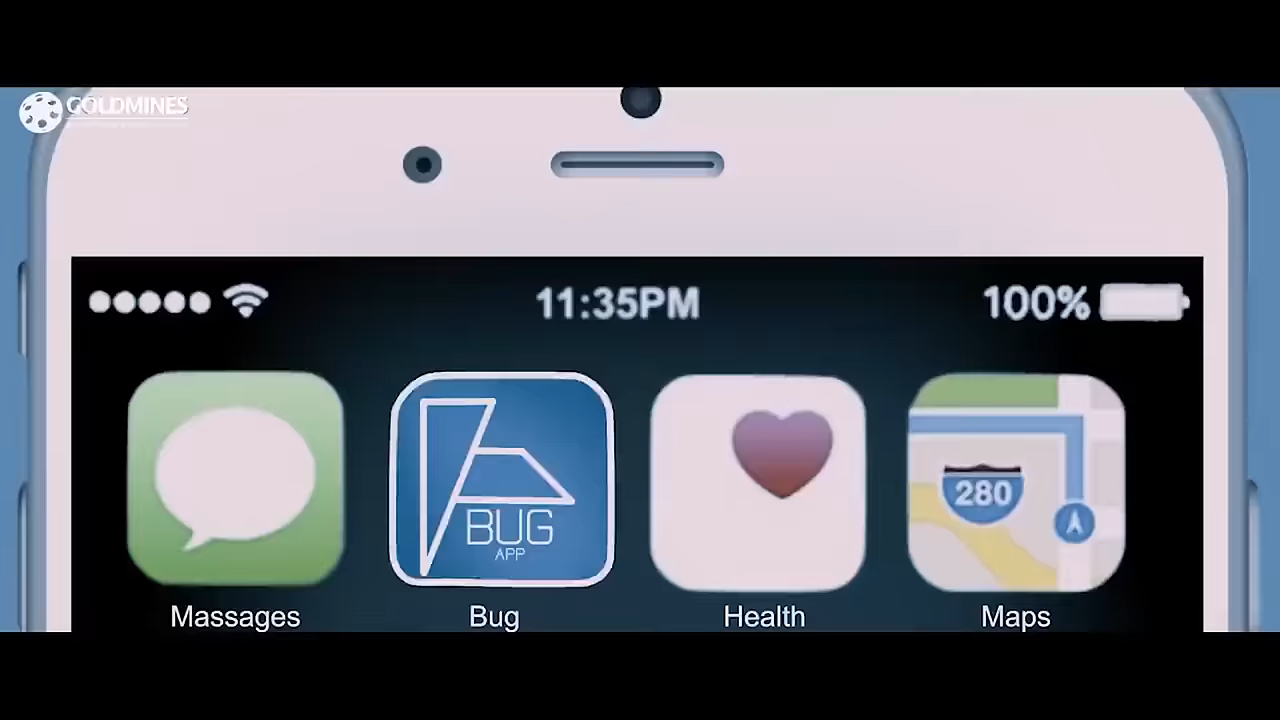 GOLDMINES
11:35PM 100%
280
BUG
APP
Massages Bug Health Maps